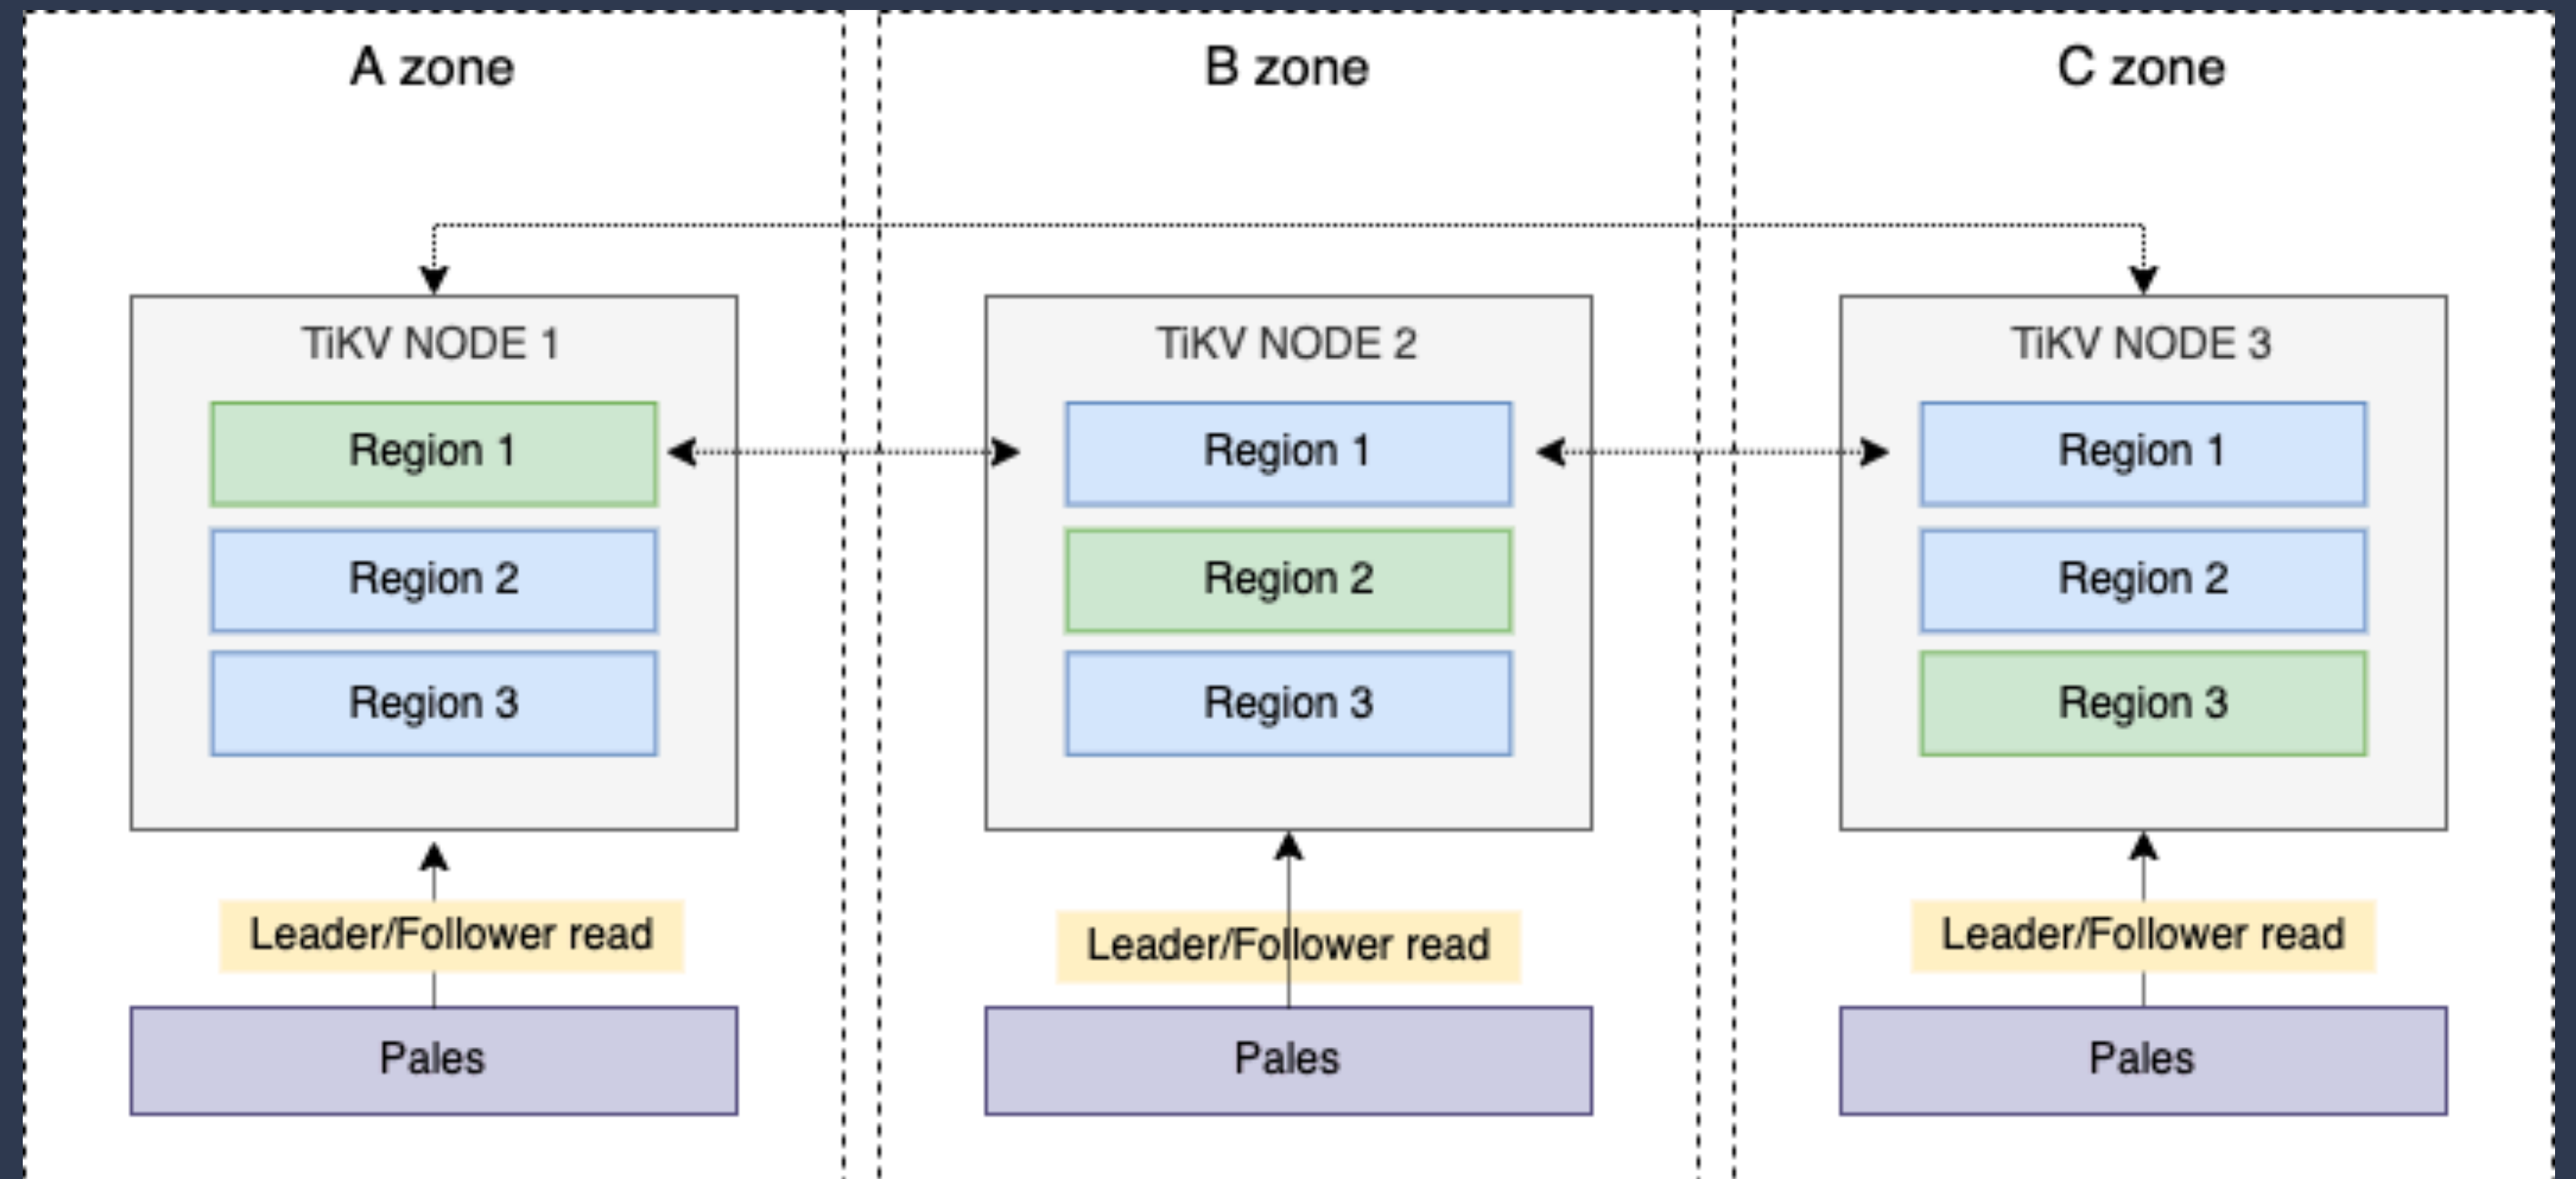 A zone
B zone
C zone
TiKV NODE 1
Region 1
Region 2
Region 3
TiKV NODE 2
Region 1
Region 2
Region 3
TiKV NODE 3
Region 1
Region 2
Region 3
Leader/Follower read
Leader/Follower read
Leader/Follower read
Pales
Pales
Pales